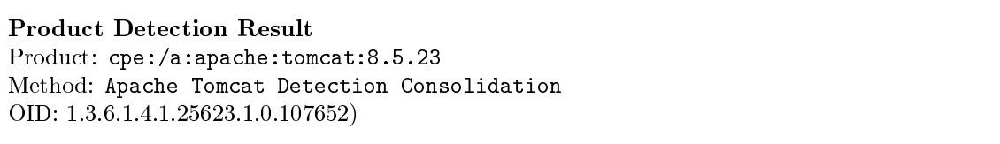 Product Detection Result
Product: cpe:/a:apache:tomcat:8.5.23
Method: Apache Tomcat Detection Consolidation
OID: 1.3.6.1.4.1.25623.1.0.107652)